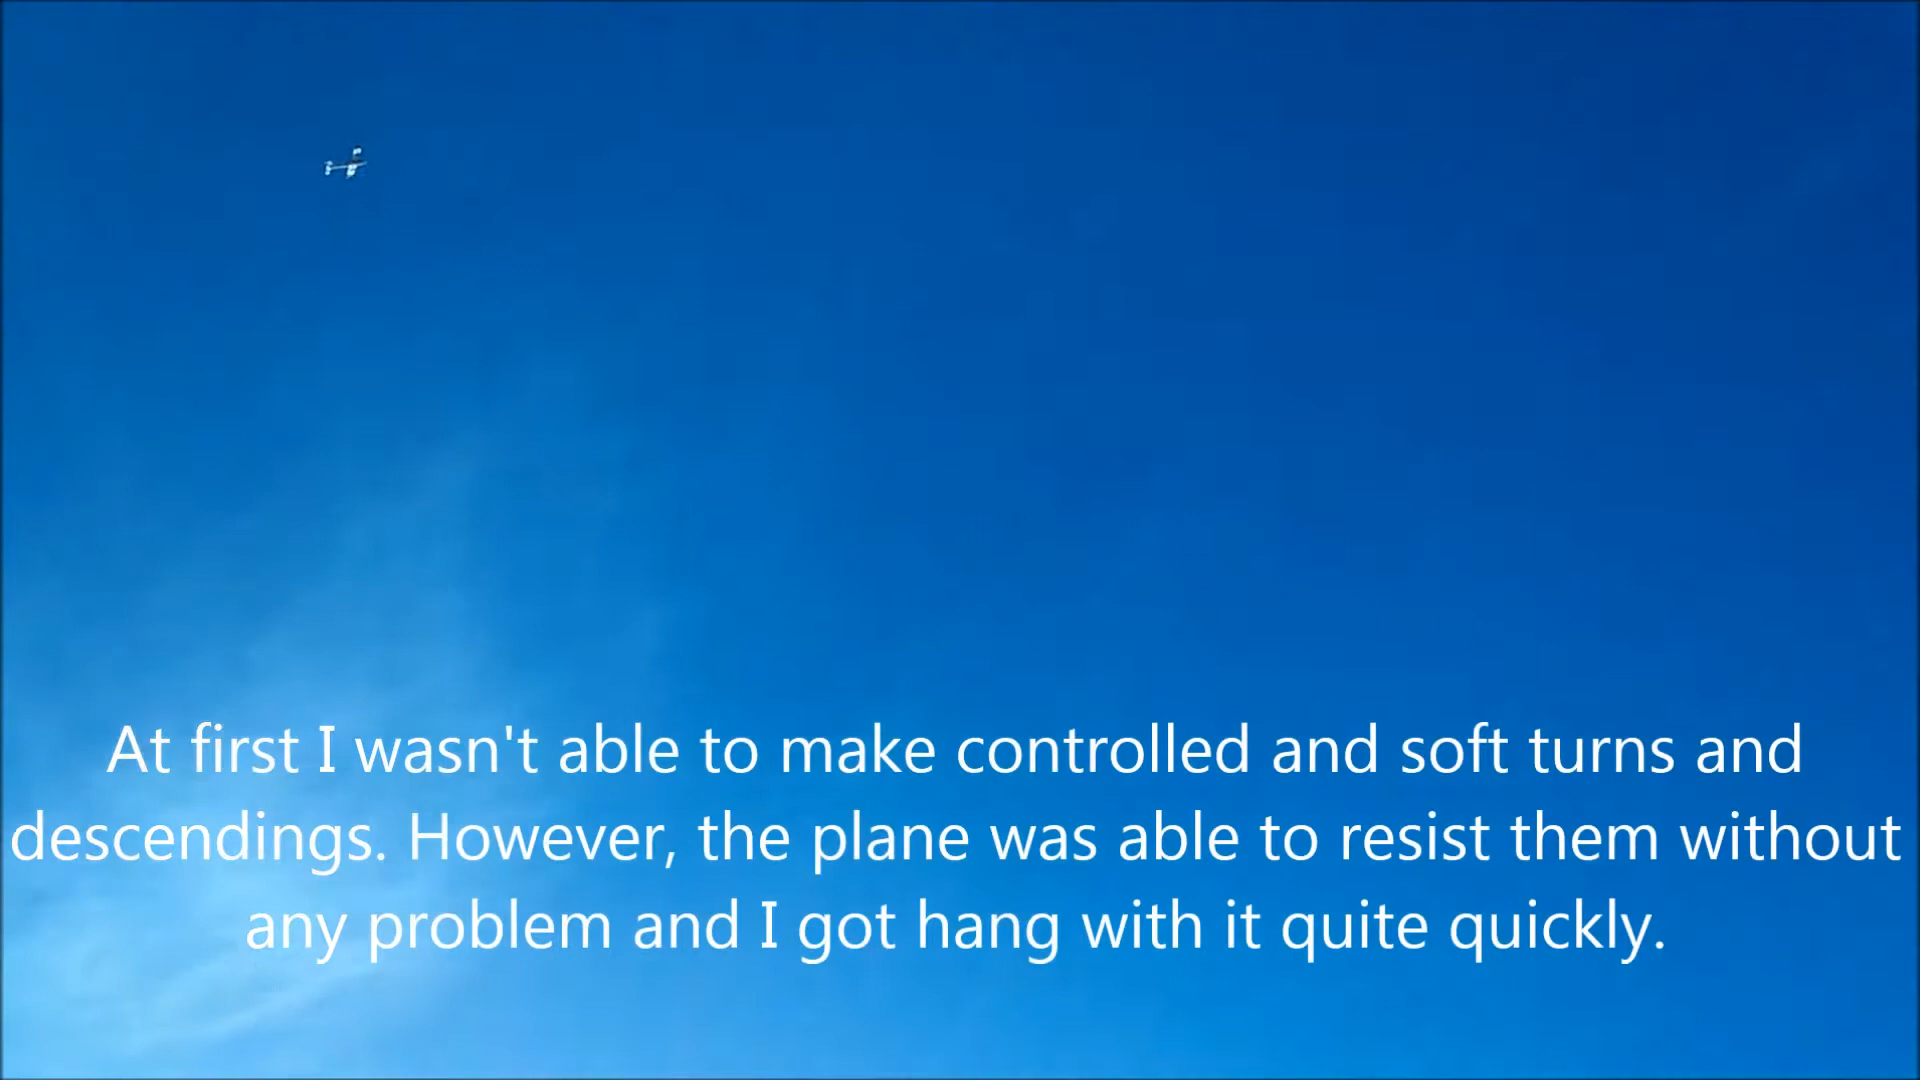 At first I wasn't able to make controlled and soft turns and
descendings. However, the plane was able to resist them without
any problem and I got hang with it quite quickly.